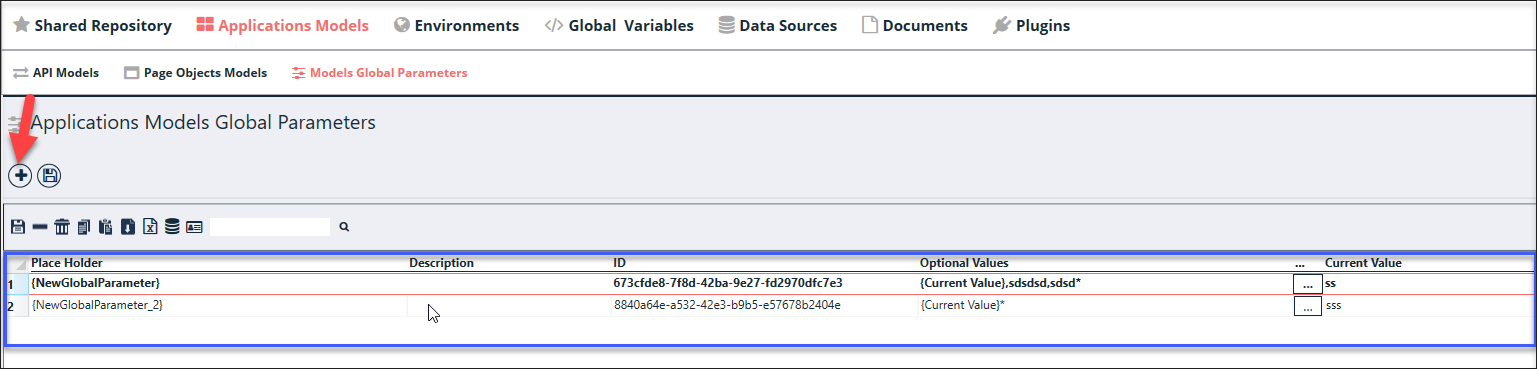 Shared Repository Applications Models Environments Global Variables Data Sources Documents Plugins
API Models Page Objects Models Models Global Parameters
Applications Models Global Parameters
Place Holder Description ID Optional Values ... Current Value
1 {NewGlobalParameter} 673cfde8-7f8d-42ba-9e27-fd2970dfc7e3 {Current Value},sdsdsd,sdsd* ... ss
2 {NewGlobalParameter_2} 8840a64e-a532-42e3-b9b5-e57678b2404e {Current Value}* ... sss